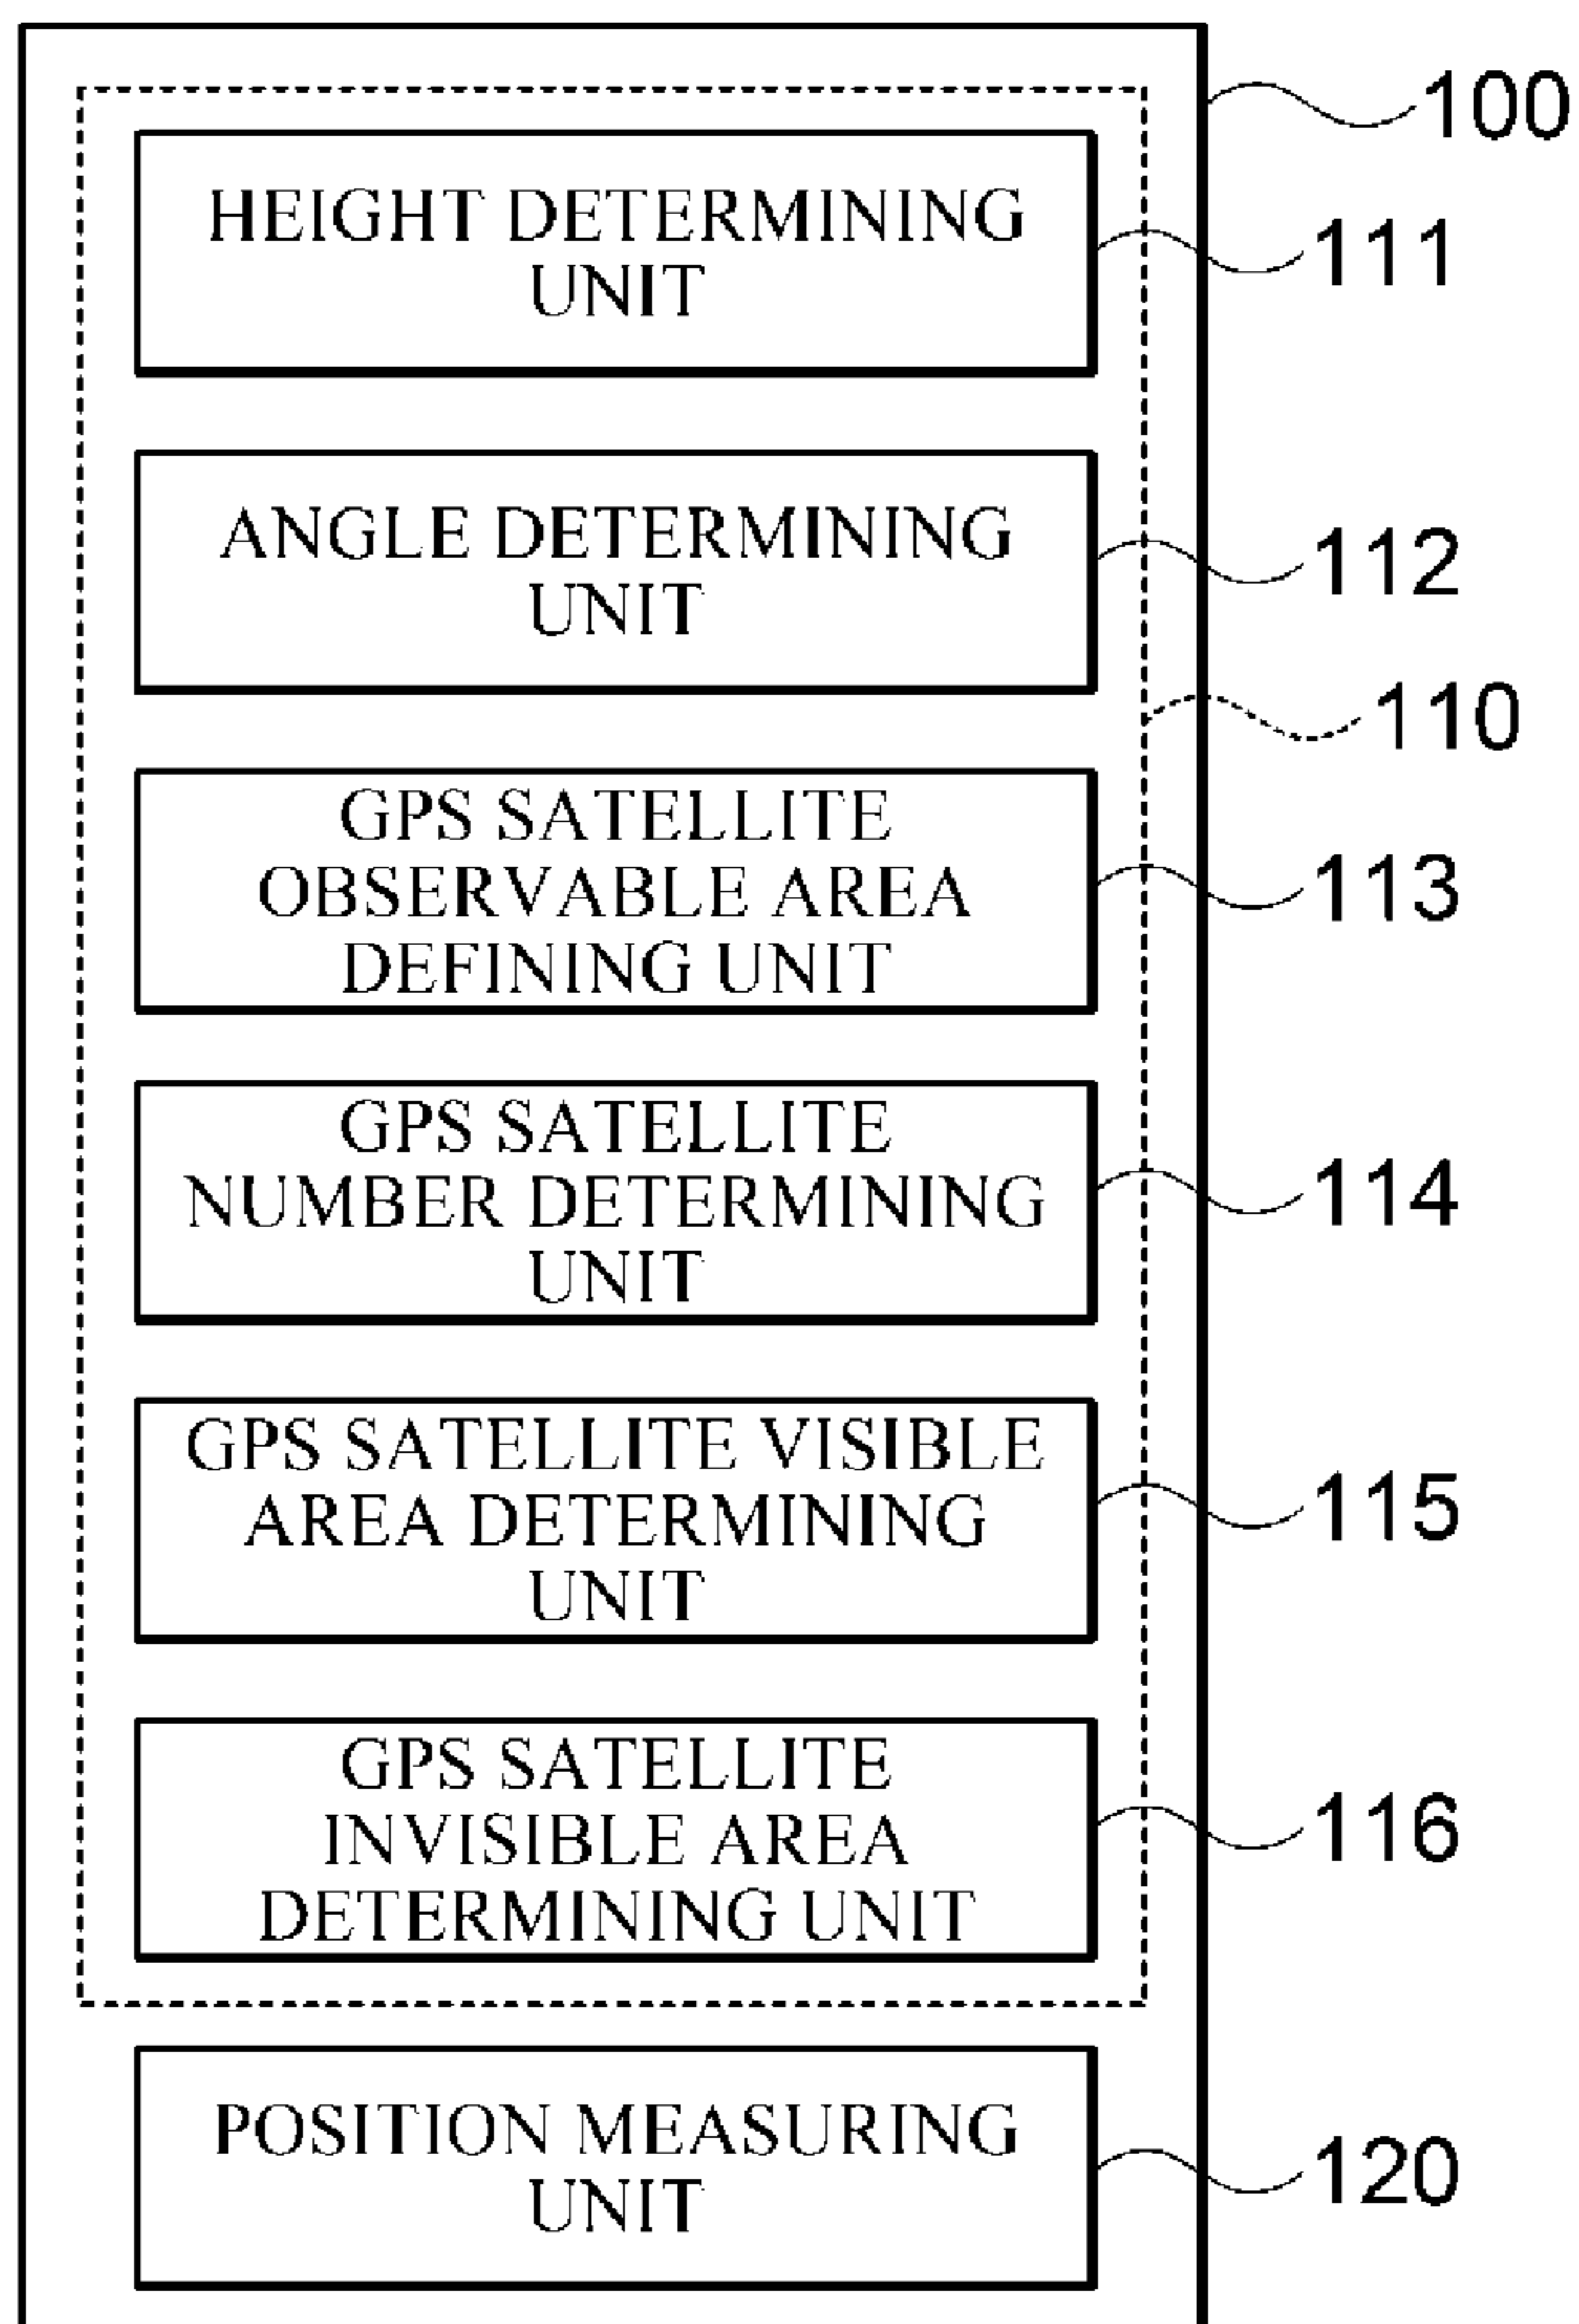 100
HEIGHT DETERMINING
UNIT
111
ANGLE DETERMINING
UNIT
112
110
GPS SATELLITE
OBSERVABLE AREA
DEFINING UNIT
113
GPS SATELLITE
NUMBER DETERMINING
UNIT
114
GPS SATELLITE VISIBLE
AREA DETERMINING
UNIT
115
GPS SATELLITE
INVISIBLE AREA
DETERMINING UNIT
116
POSITION MEASURING
UNIT
120